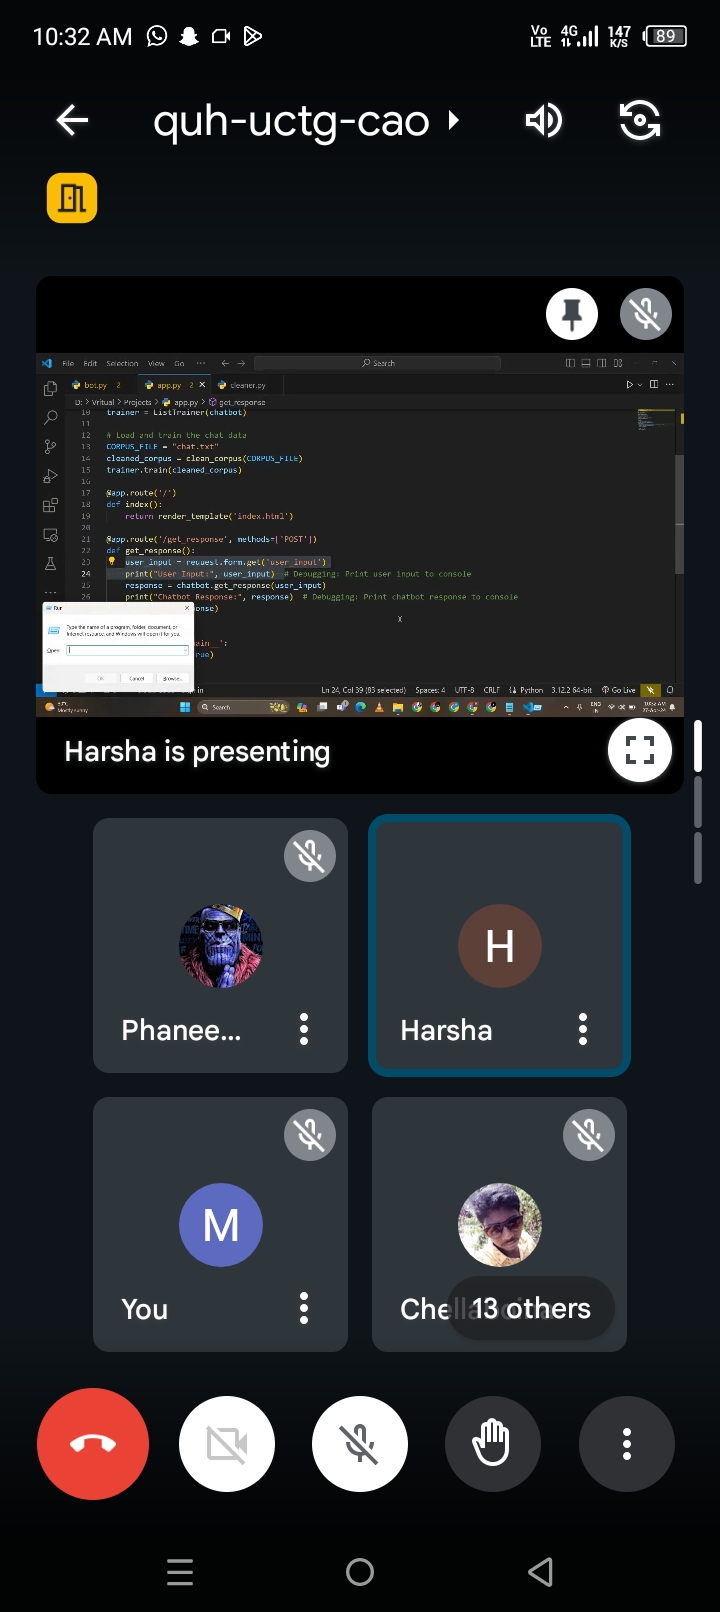 10:32 AM
Vo LTE 4G 147 K/S 89
quh-uctg-cao
File Edit Selection View Go ··· Search
bot.py 2 app.py 2 cleaner.py
D: > Vritual > Projects > app.py > get_response
10 trainer = ListTrainer(chatbot)
11
12 # Load and train the chat data
13 CORPUS_FILE = "chat.txt"
14 cleaned_corpus = clean_corpus(CORPUS_FILE)
15 trainer.train(cleaned_corpus)
16
17 @app.route('/')
18 def index():
19 return render_template('index.html')
20
21 @app.route('/get_response', methods=['POST'])
22 def get_response():
23 user_input = request.form.get('user_input')
24 print("User Input:", user_input) # Debugging: Print user input to console
25 response = chatbot.get_response(user_input)
26 print("Chatbot Response:", response) # Debugging: Print chatbot response to console
onse)
Run
Type the name of a program, folder, document, or
Internet resource, and Windows will open it for you.
Open:
OK Cancel Browse...
ain__':
rue)
Ln 24, Col 39 (83 selected) Spaces: 4 UTF-8 CRLF Python 3.12.2 64-bit Go Live
Mostly sunny
Search
ENG
IN
Harsha is presenting
Phanee...
H
Harsha
M
You
Che
13 others